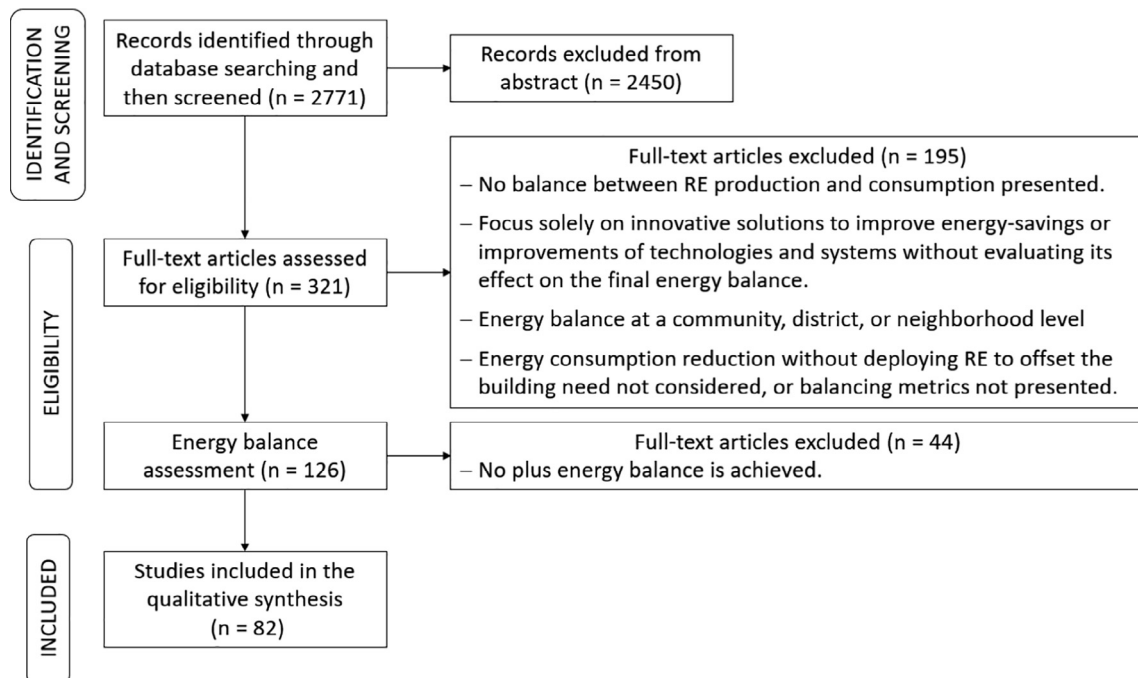 IDENTIFICATION
AND SCREENING
Records identified through
database searching and
then screened (n = 2771)
Records excluded from
abstract (n = 2450)
ELIGIBILITY
Full-text articles assessed
for eligibility (n = 321)
Full-text articles excluded (n = 195)
– No balance between RE production and consumption presented.
– Focus solely on innovative solutions to improve energy-savings or
improvements of technologies and systems without evaluating its
effect on the final energy balance.
– Energy balance at a community, district, or neighborhood level
– Energy consumption reduction without deploying RE to offset the
building need not considered, or balancing metrics not presented.
Energy balance
assessment (n = 126)
Full-text articles excluded (n = 44)
– No plus energy balance is achieved.
INCLUDED
Studies included in the
qualitative synthesis
(n = 82)